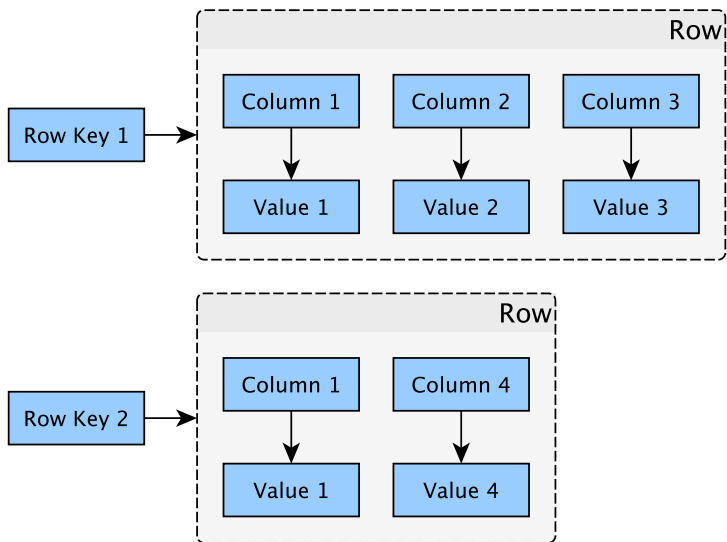 Row
Column 1 Column 2 Column 3
Row Key 1
Value 1 Value 2 Value 3
Row
Column 1 Column 4
Row Key 2
Value 1 Value 4